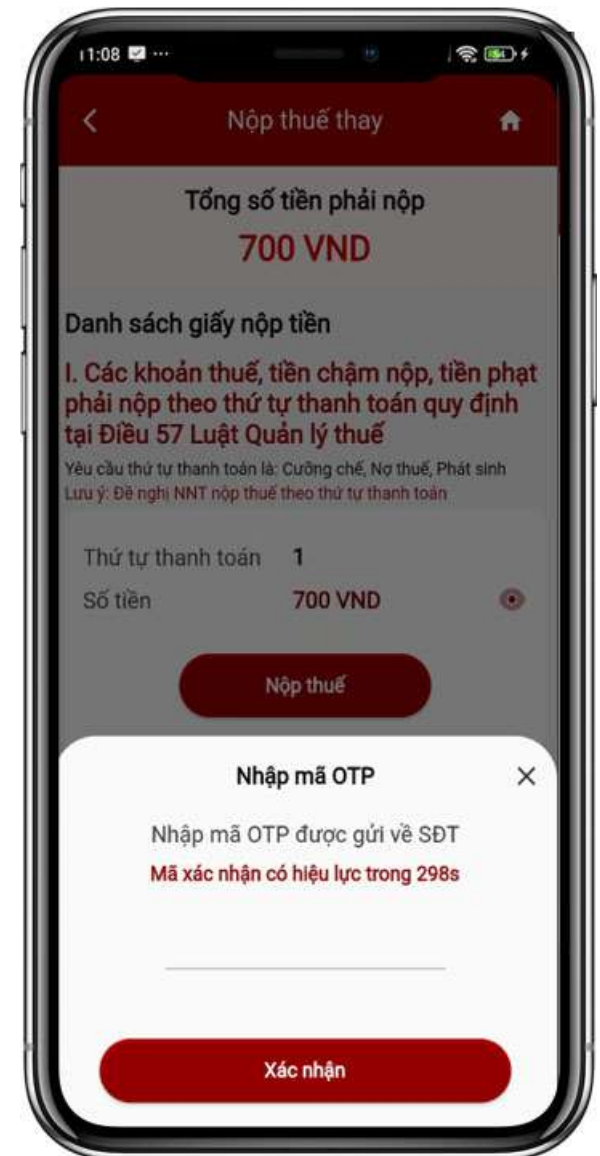 11:08
Nộp thuế thay
Tổng số tiền phải nộp
700 VND
Danh sách giấy nộp tiền
I. Các khoản thuế, tiền chậm nộp, tiền phạt
phải nộp theo thứ tự thanh toán quy định
tại Điều 57 Luật Quản lý thuế
Yêu cầu thứ tự thanh toán là: Cưỡng chế, Nợ thuế, Phát sinh
Lưu ý: Đề nghị NNT nộp thuế theo thứ tự thanh toán
Thứ tự thanh toán 1
Số tiền 700 VND
Nộp thuế
Nhập mã OTP
Nhập mã OTP được gửi về SĐT
Mã xác nhận có hiệu lực trong 298s
Xác nhận